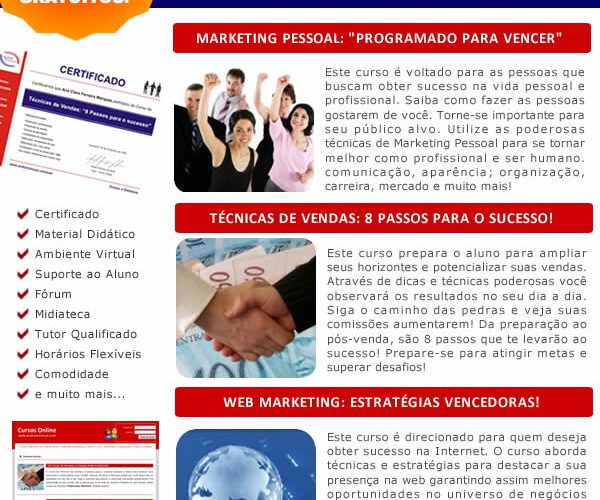 GRATUITOS!
CERTIFICADO
Técnicas de Vendas: "8 Passos para o sucesso"
Certificado
Material Didático
Ambiente Virtual
Suporte ao Aluno
Fórum
Midiateca
Tutor Qualificado
Horários Flexíveis
Comodidade
e muito mais...
Cursos Online
MARKETING PESSOAL: "PROGRAMADO PARA VENCER"
Este curso é voltado para as pessoas que
buscam obter sucesso na vida pessoal e
profissional. Saiba como fazer as pessoas
gostarem de você. Torne-se importante para
seu público alvo. Utilize as poderosas
técnicas de Marketing Pessoal para se tornar
melhor como profissional e ser humano.
comunicação, aparência; organização,
carreira, mercado e muito mais!
TÉCNICAS DE VENDAS: 8 PASSOS PARA O SUCESSO!
Este curso prepara o aluno para ampliar
seus horizontes e potencializar suas vendas.
Através de dicas e técnicas poderosas você
observará os resultados no seu dia a dia.
Siga o caminho das pedras e veja suas
comissões aumentarem! Da preparação ao
pós-venda, são 8 passos que te levarão ao
sucesso! Prepare-se para atingir metas e
superar desafios!
WEB MARKETING: ESTRATÉGIAS VENCEDORAS!
Este curso é direcionado para quem deseja
obter sucesso na Internet. O curso aborda
técnicas e estratégias para destacar a sua
presença na web garantindo assim melhores
oportunidades no universo de negócios